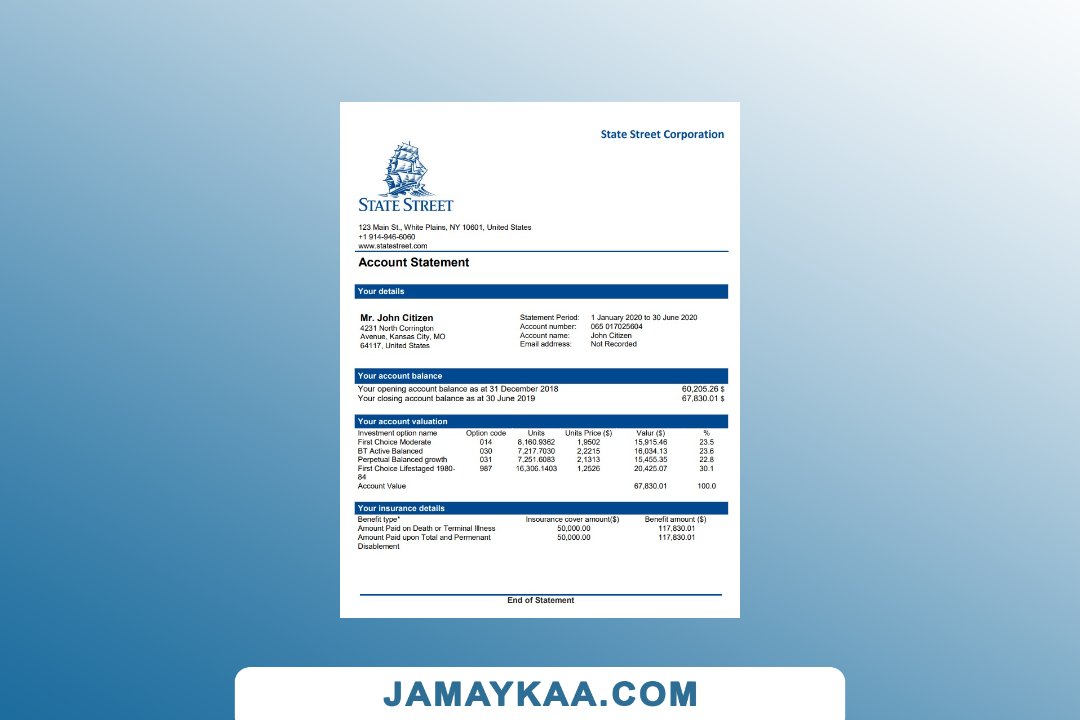 State Street Corporation
STATE STREET
123 Main St., White Plains, NY 10601, United States
+1 914-946-6060
www.statestreet.com
Account Statement
Your details
Mr. John Citizen
4231 North Corrington
Avenue, Kansas City, MO
64117, United States
Statement Period: 1 January 2020 to 30 June 2020
Account number: 065 017025604
Account name: John Citizen
Email addrress: Not Recorded
Your account balance
Your opening account balance as at 31 December 2018 60,205.26 $
Your closing account balance as at 30 June 2019 67,830.01 $
Your account valuation
Investment option name Option code Units Units Price ($) Valur ($) %
First Choice Moderate 014 8,160.9362 1,9502 15,915.46 23.5
BT Active Balanced 030 7,217.7030 2,2215 16,034.13 23.6
Perpetual Balanced growth 031 7,251.6083 2,1313 15,455.35 22.8
First Choice Lifestaged 1980- 987 16,306.1403 1,2526 20,425.07 30.1
84
Account Value 67,830.01 100.0
Your insurance details
Benefit type* Insourance cover amount($) Benefit amount ($)
Amount Paid on Death or Terminal Illness 50,000.00 117,830.01
Amount Paid upon Total and Permenant 50,000.00 117,830.01
Disablement
End of Statement
JAMAYKAA.COM